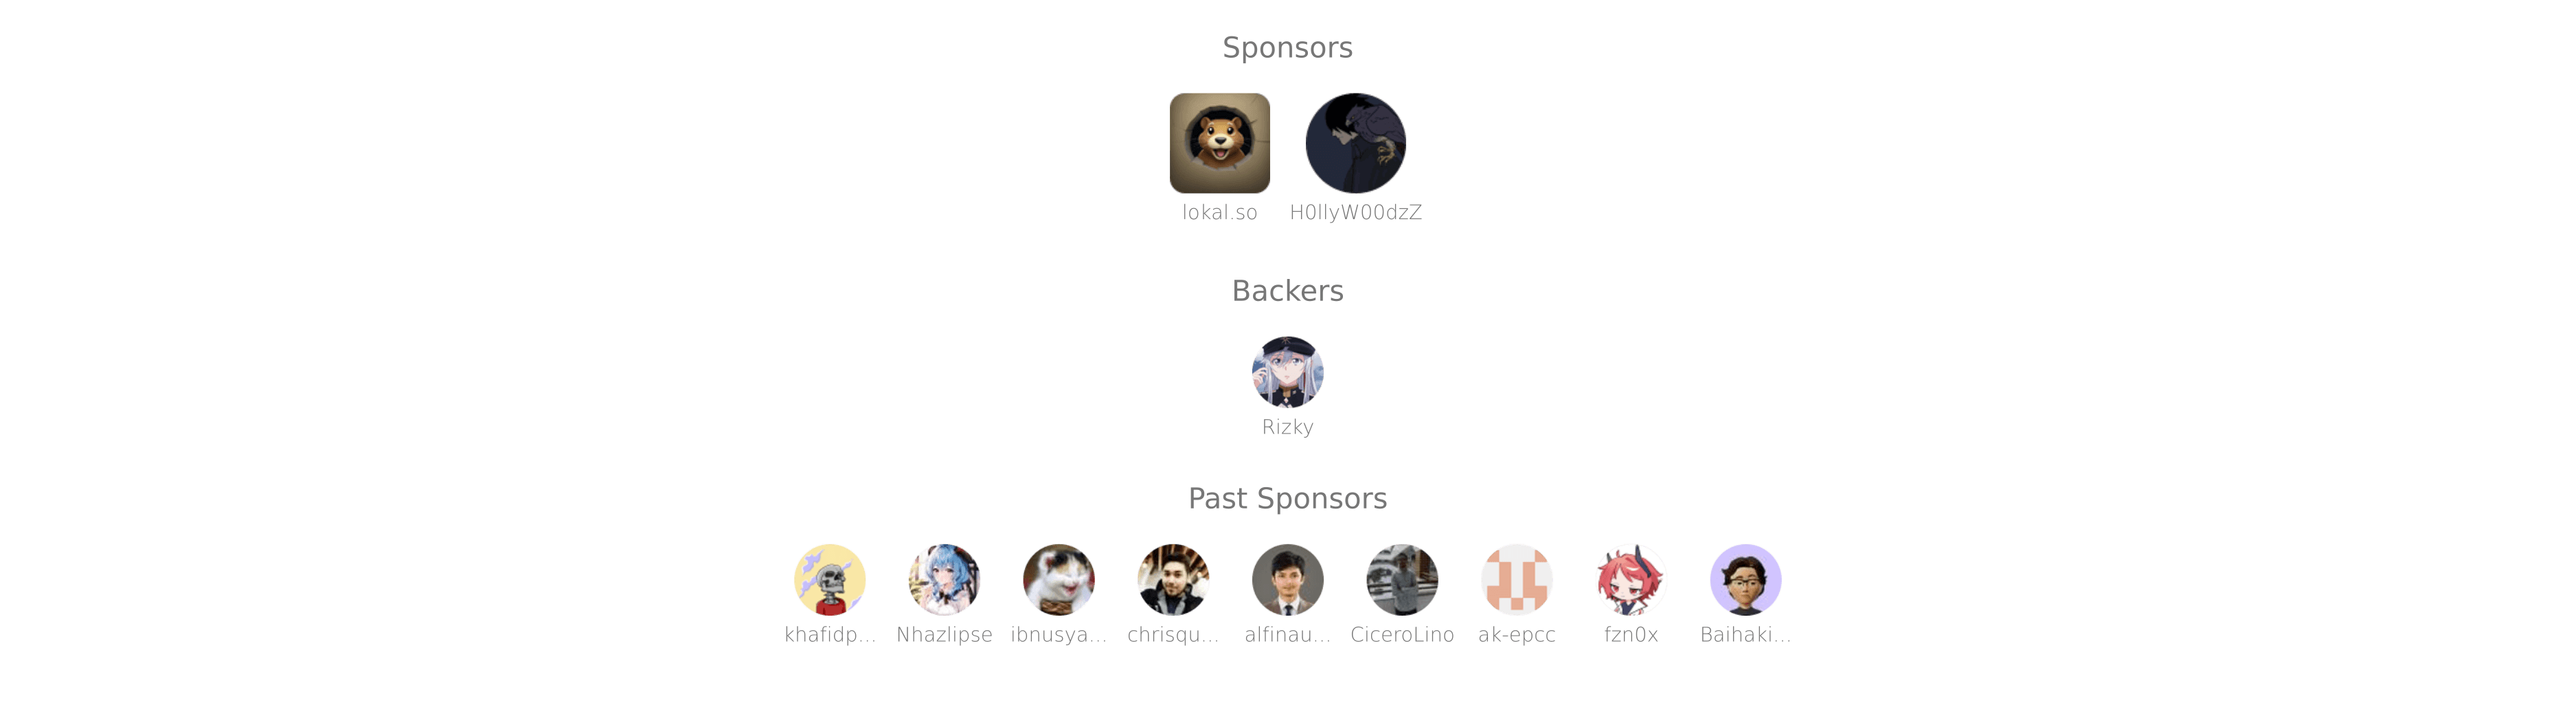 Sponsors
lokal.so H0llyW00dzZ
Backers
Rizky
Past Sponsors
khafidp... Nhazlipse ibnusya... chrisqu... alfinau... CiceroLino ak-epcc fzn0x Baihaki...